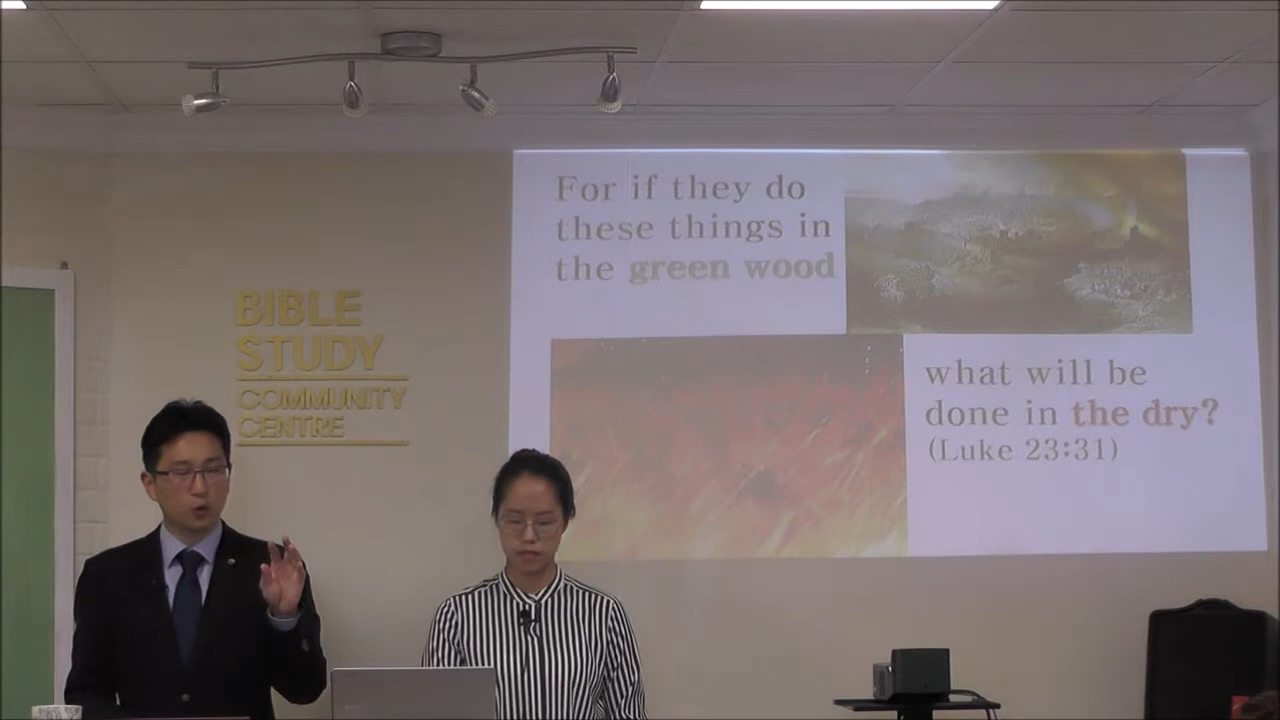 For if they do
these things in
the green wood
what will be
done in the dry?
(Luke 23:31)
BIBLE
STUDY
COMMUNITY
CENTRE